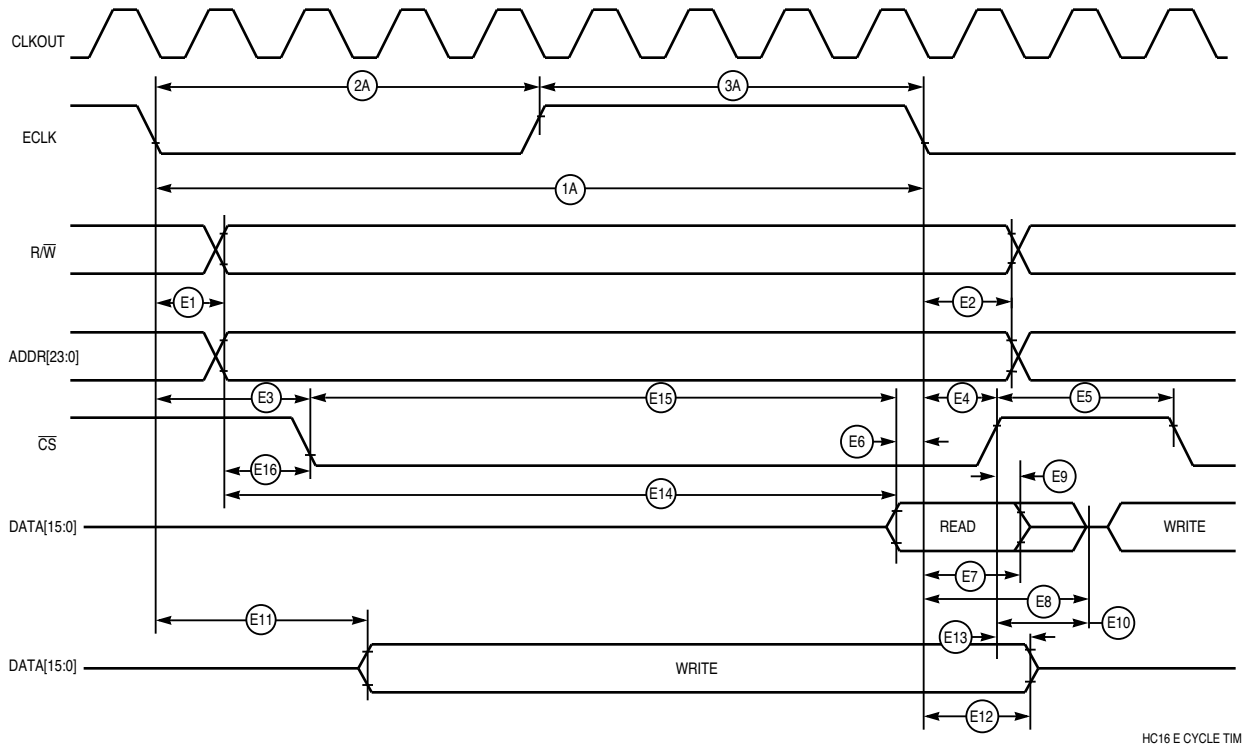 CLKOUT
2A
3A
ECLK
1A
R/W̅
E1
E2
ADDR[23:0]
E3
E15
E4
E5
C̅S̅
E6
E16
E9
E14
DATA[15:0]
READ
WRITE
E7
E8
E11
E10
E13
DATA[15:0]
WRITE
E12
HC16 E CYCLE TIM